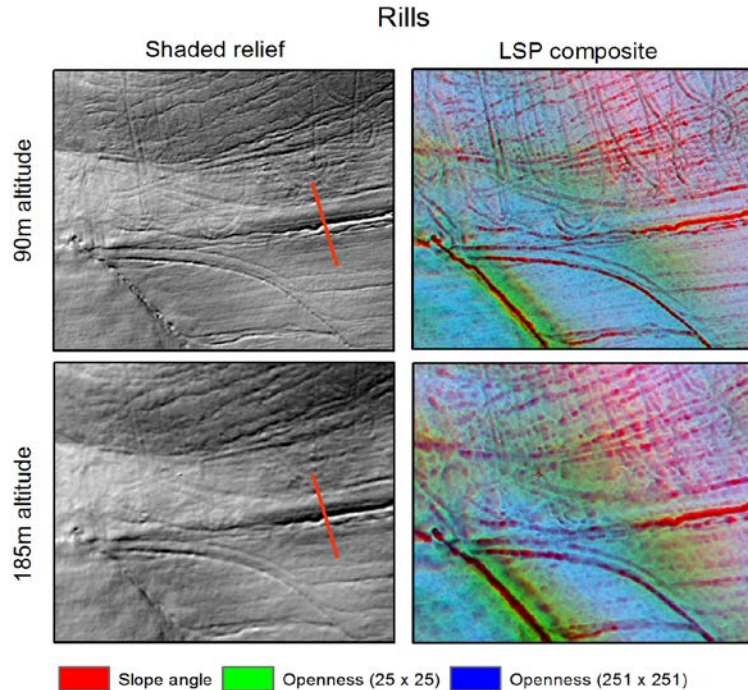 Rills
Shaded relief
LSP composite
90m altitude
185m altitude
Slope angle
Openness (25 x 25)
Openness (251 x 251)